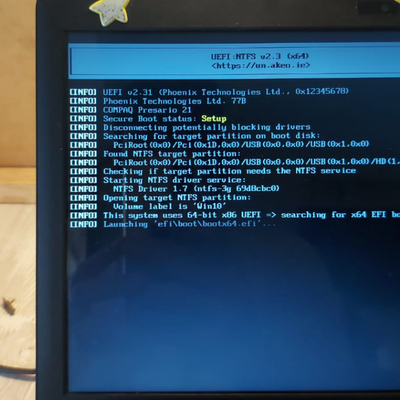 UEFI:NTFS v2.3 (x64)
<https://un.akeo.ie>
[INFO] UEFI v2.31 (Phoenix Technologies Ltd., 0x12345678)
[INFO] Phoenix Technologies Ltd. 77B
[INFO] COMPAQ Presario 21
[INFO] Secure Boot status: Setup
[INFO] Disconnecting potentially blocking drivers
[INFO] Searching for target partition on boot disk:
[INFO] PciRoot(0x0)/Pci(0x1D,0x0)/USB(0x0,0x0)/USB(0x1,0x0)
[INFO] Found NTFS target partition:
[INFO] PciRoot(0x0)/Pci(0x1D,0x0)/USB(0x0,0x0)/USB(0x1,0x0)/HD(1,
[INFO] Checking if target partition needs the NTFS service
[INFO] Starting NTFS driver service:
[INFO] NTFS Driver 1.7 (ntfs-3g 69d8cbc0)
[INFO] Opening target NTFS partition:
[INFO] Volume label is 'Win10'
[INFO] This system uses 64-bit x86 UEFI => searching for x64 EFI bo
[INFO] Launching 'efi\boot\bootx64.efi'...